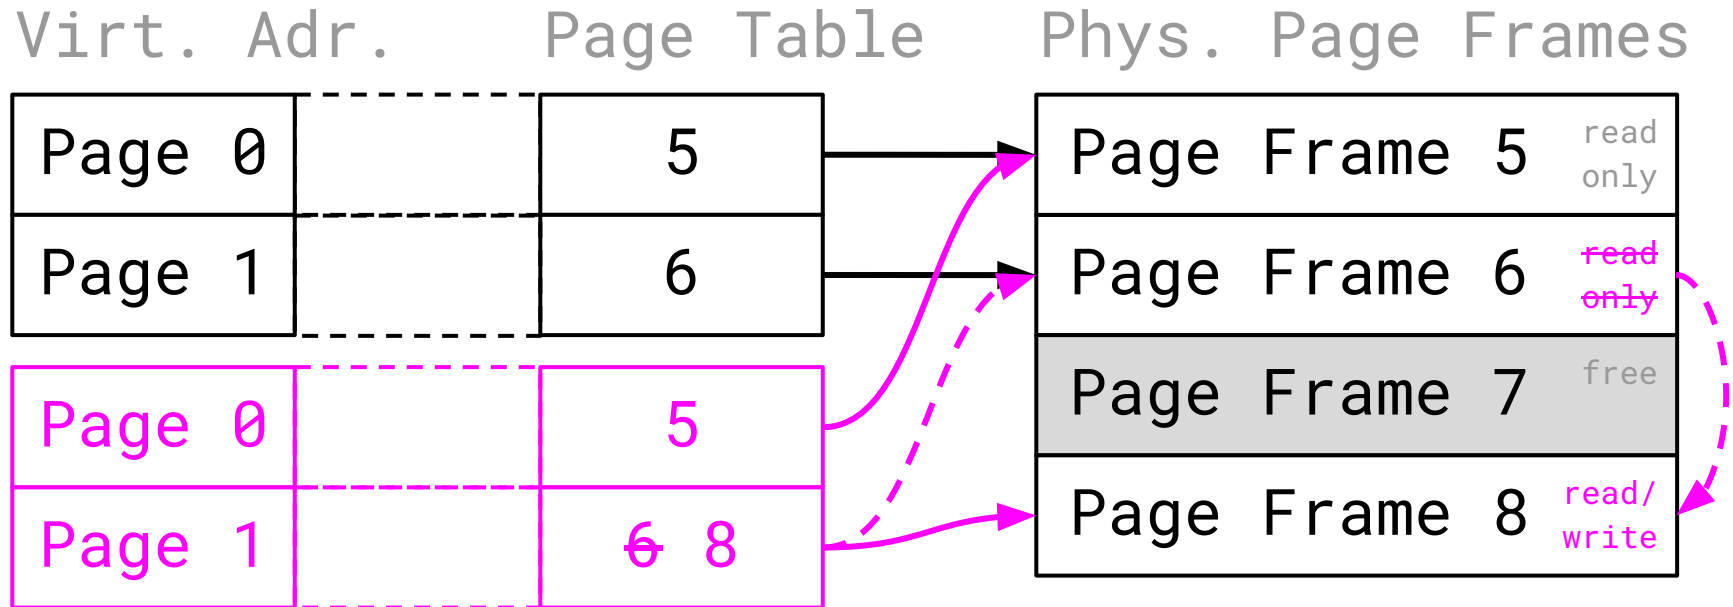 Virt. Adr. Page Table Phys. Page Frames
Page 0 5 Page Frame 5 read only
Page 1 6 Page Frame 6 read only
Page Frame 7 free
Page 0 5
Page 1 6 8 Page Frame 8 read/ write